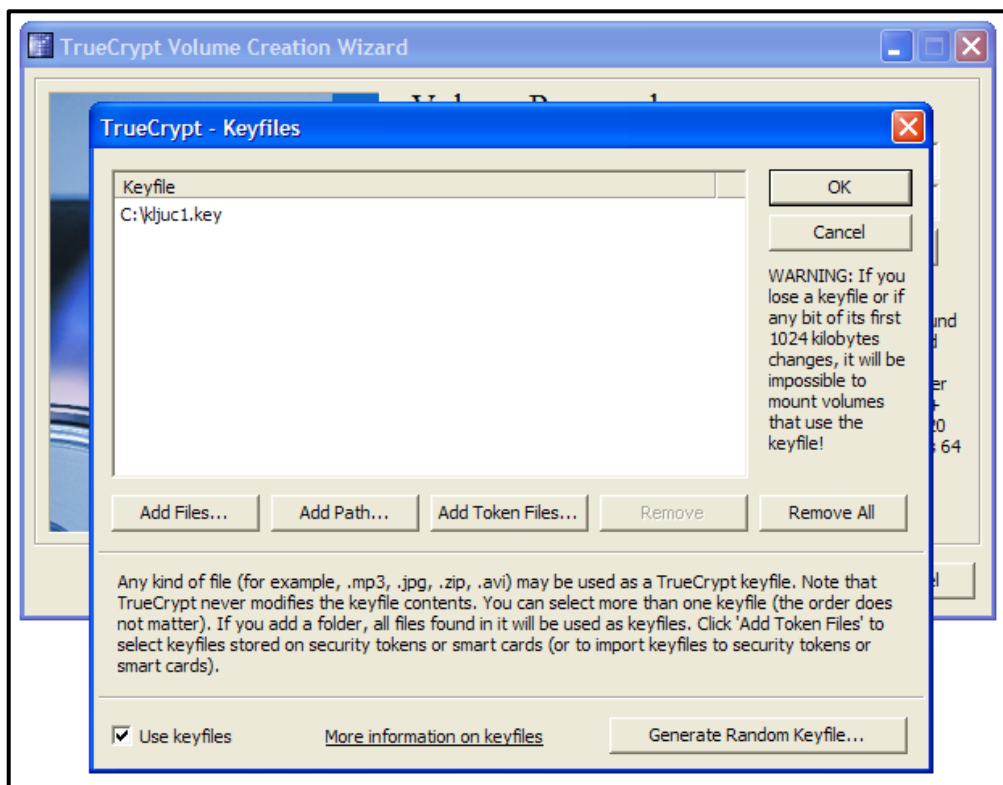 TrueCrypt Volume Creation Wizard
TrueCrypt - Keyfiles
Keyfile
C:\kljuc1.key
OK
Cancel
WARNING: If you
lose a keyfile or if
any bit of its first
1024 kilobytes
changes, it will be
impossible to
mount volumes
that use the
keyfile!
Add Files...
Add Path...
Add Token Files...
Remove
Remove All
Any kind of file (for example, .mp3, .jpg, .zip, .avi) may be used as a TrueCrypt keyfile. Note that
TrueCrypt never modifies the keyfile contents. You can select more than one keyfile (the order does
not matter). If you add a folder, all files found in it will be used as keyfiles. Click 'Add Token Files' to
select keyfiles stored on security tokens or smart cards (or to import keyfiles to security tokens or
smart cards).
Use keyfiles
More information on keyfiles
Generate Random Keyfile...